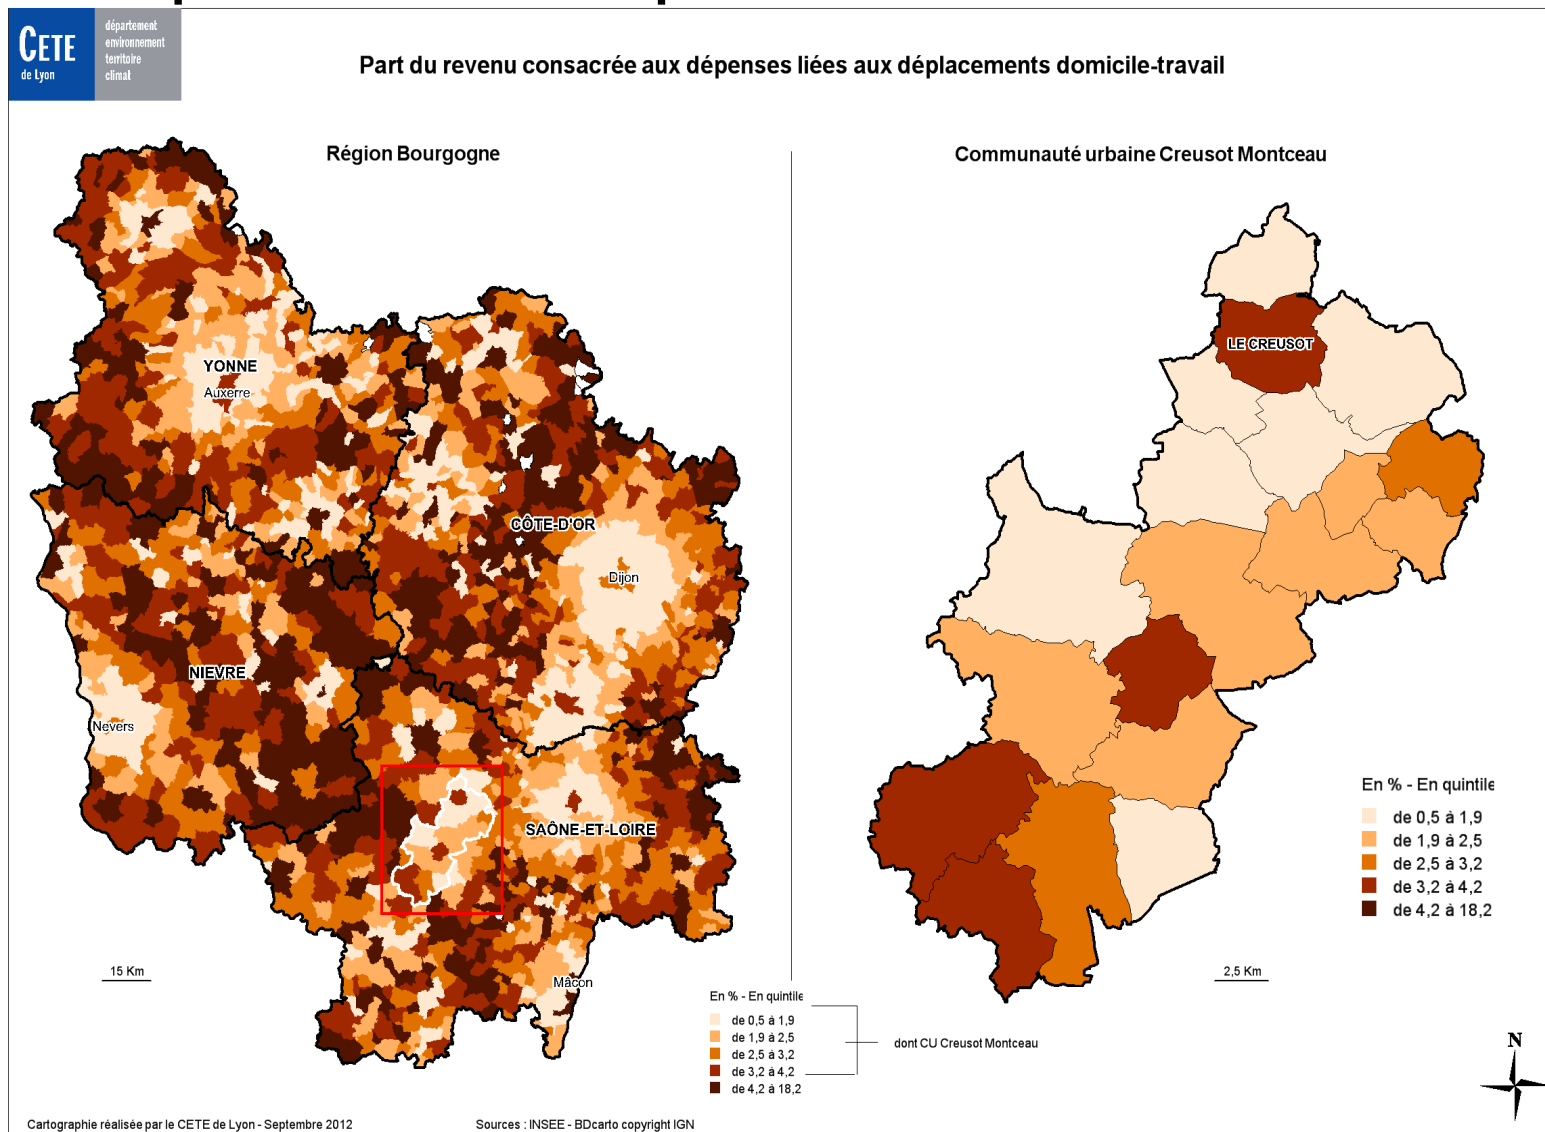 CETE
de Lyon
département
environnement
territoire
climat
Part du revenu consacrée aux dépenses liées aux déplacements domicile-travail
Région Bourgogne
Communauté urbaine Creusot Montceau
YONNE
Auxerre
CÔTE-D'OR
Dijon
NIEVRE
Nevers
SAÔNE-ET-LOIRE
Mâcon
15 Km
LE CREUSOT
En % - En quintile
de 0,5 à 1,9
de 1,9 à 2,5
de 2,5 à 3,2
de 3,2 à 4,2
de 4,2 à 18,2
2,5 Km
En % - En quintile
de 0,5 à 1,9
de 1,9 à 2,5
de 2,5 à 3,2
de 3,2 à 4,2
de 4,2 à 18,2
dont CU Creusot Montceau
N
Cartographie réalisée par le CETE de Lyon - Septembre 2012
Sources : INSEE - BDcarto copyright IGN